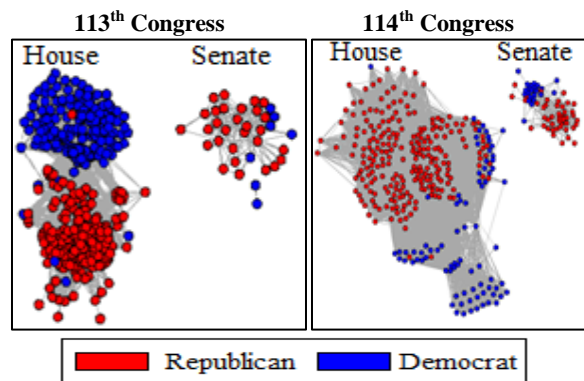 113th Congress
114th Congress
House
Senate
House
Senate
Republican
Democrat